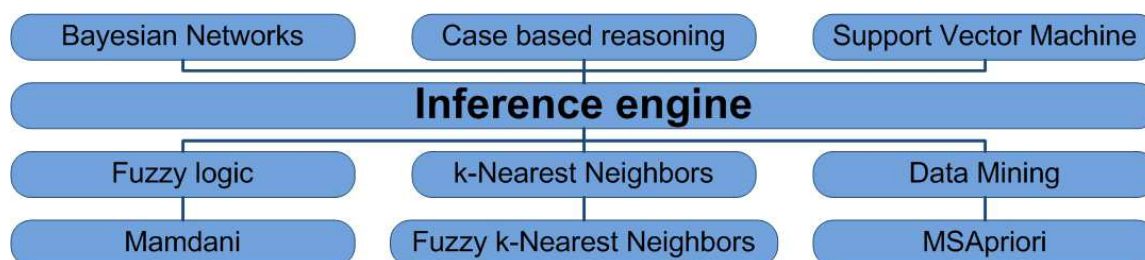 Bayesian Networks
Case based reasoning
Support Vector Machine
Inference engine
Fuzzy logic
k-Nearest Neighbors
Data Mining
Mamdani
Fuzzy k-Nearest Neighbors
MSApriori